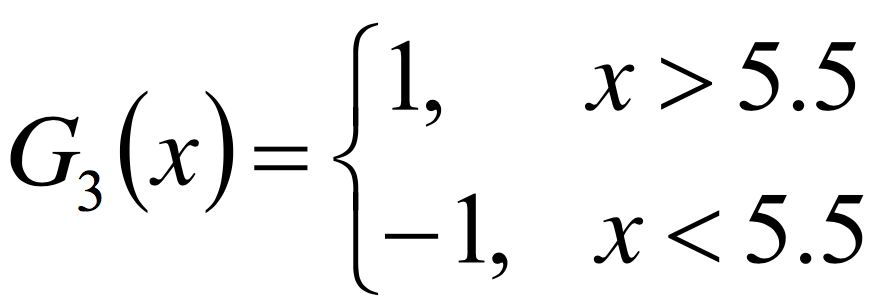 G₃(x) = { 1, x > 5.5
−1, x < 5.5